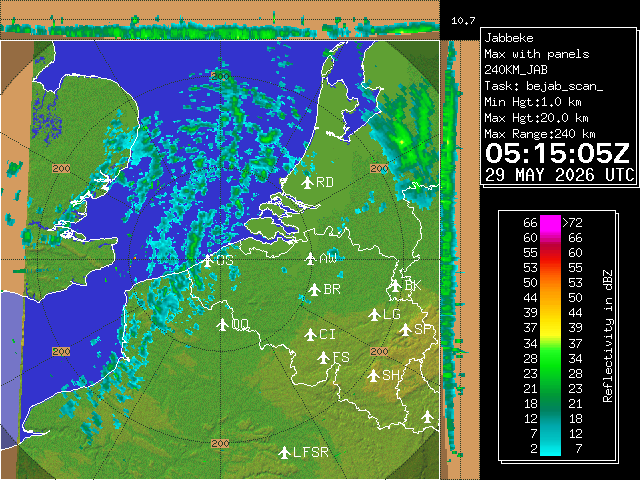 10.7
Jabbeke
Max with panels
240KM_JAB
Task: bejab_scan_
Min Hgt:1.0 km
Max Hgt:20.0 km
Max Range:240 km
05:15:05Z
29 MAY 2026 UTC
200
200
200
RD
OS
AW
BR
BK
LG
SP
QQ
CI
FS
SH
200
200
200
LFSR
66 >72
60 66
55 60
53 55
50 53
44 50
39 44
37 39
34 37
28 34
24 28
23 24
21 23
18 21
12 18
7 12
2 7
Reflectivity in dBZ